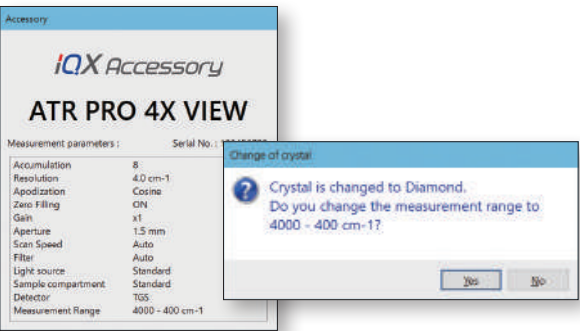 Accessory
iQX Accessory
ATR PRO 4X VIEW
Measurement parameters : Serial No. :
Accumulation 8
Resolution 4.0 cm-1
Apodization Cosine
Zero Filling ON
Gain x1
Aperture 1.5 mm
Scan Speed Auto
Filter Auto
Light source Standard
Sample compartment Standard
Detector TGS
Measurement Range 4000 - 400 cm-1
Change of crystal
Crystal is changed to Diamond.
Do you change the measurement range to
4000 - 400 cm-1?
Yes No